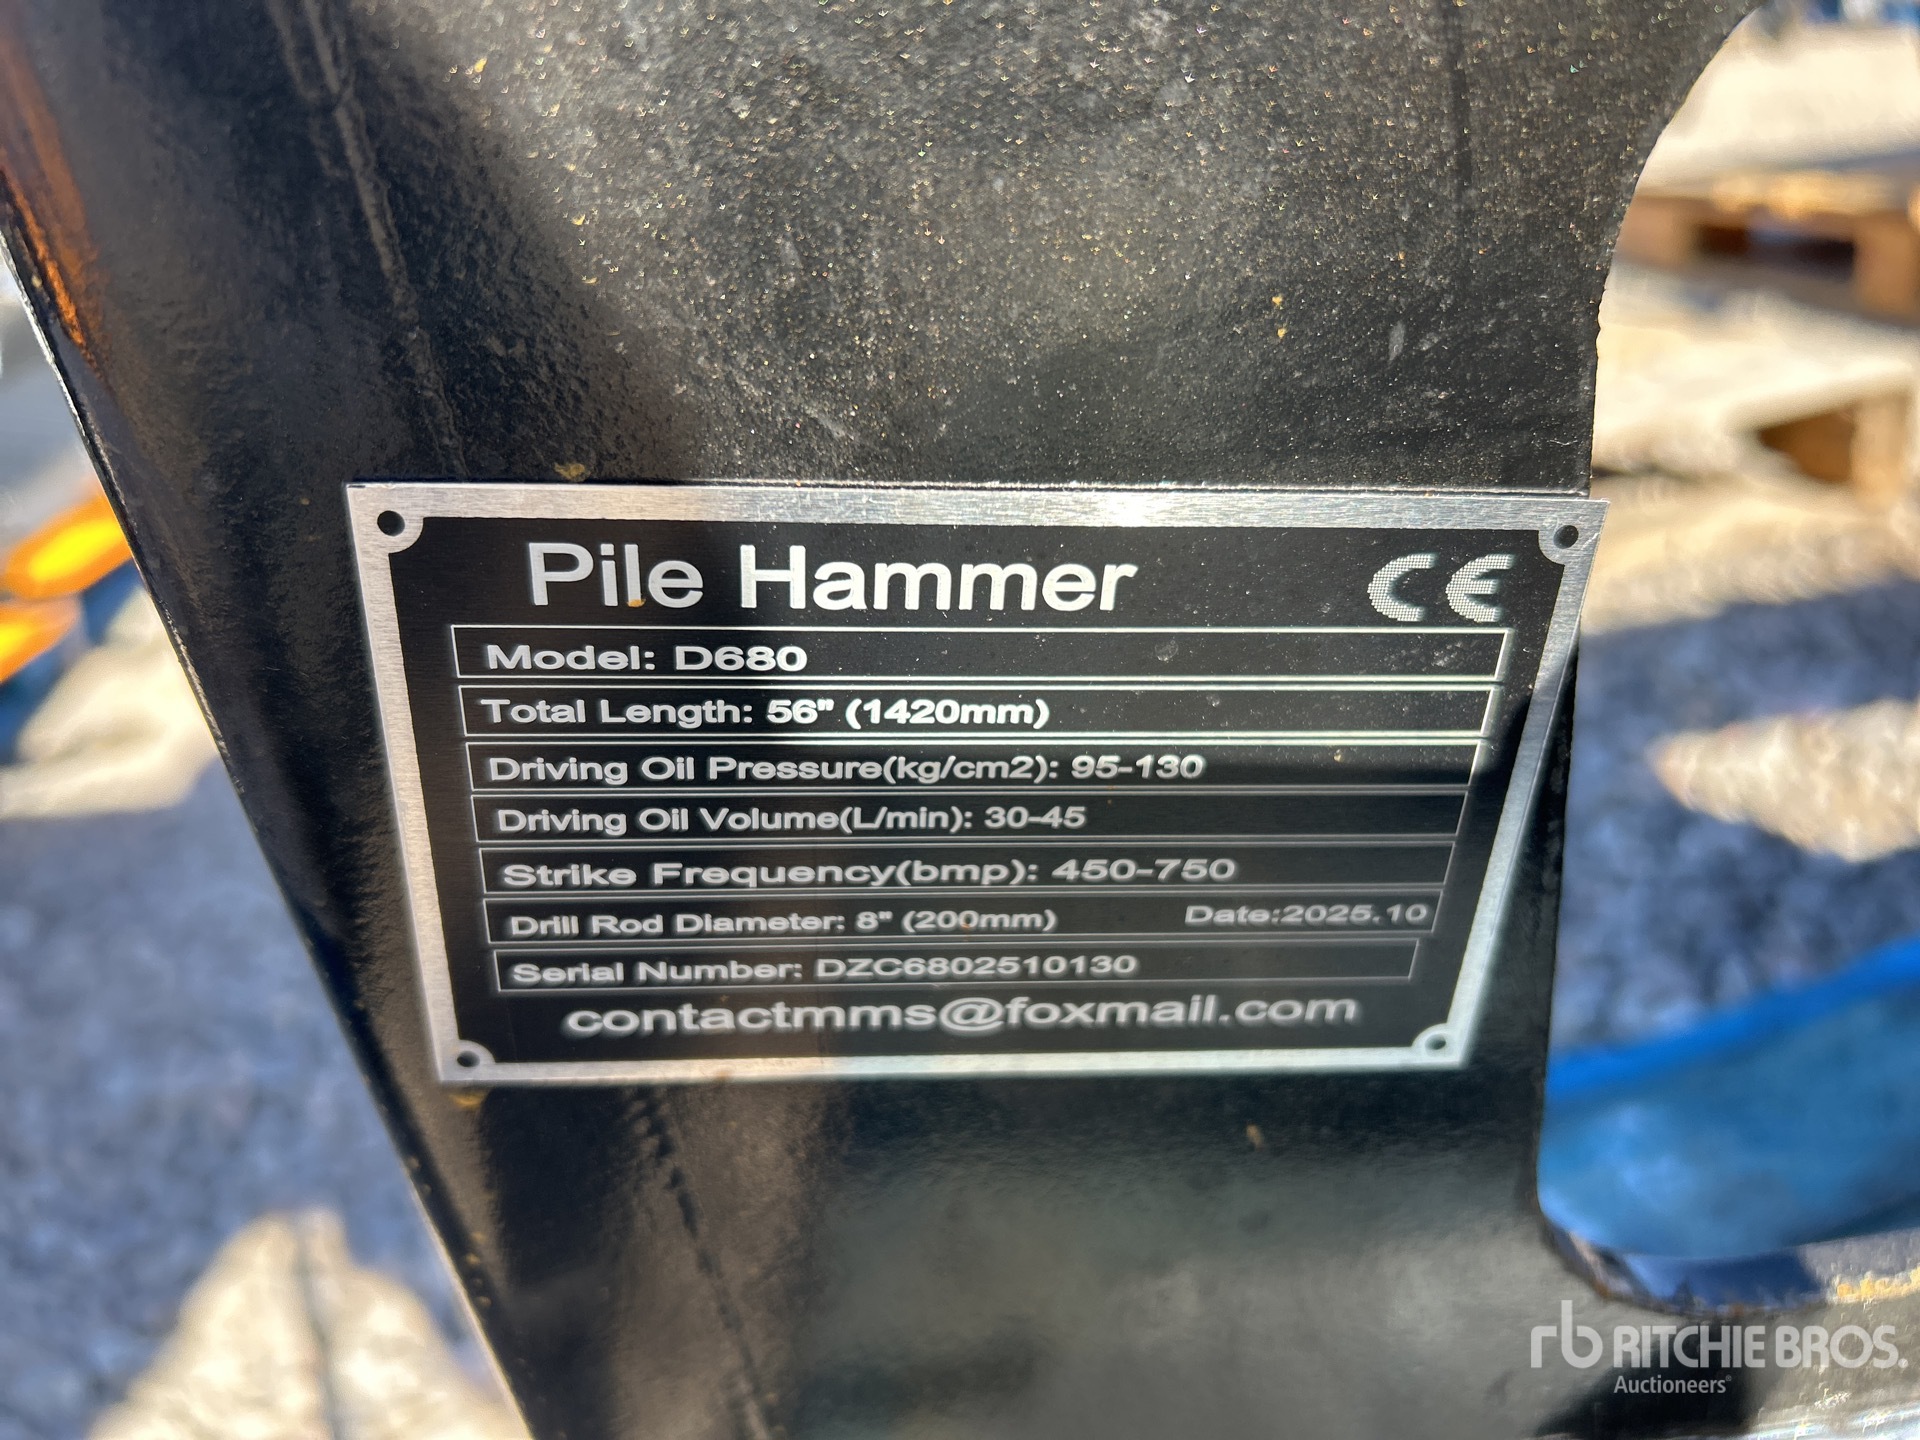 Pile Hammer CE
Model: D680
Total Length: 56" (1420mm)
Driving Oil Pressure(kg/cm2): 95-130
Driving Oil Volume(L/min): 30-45
Strike Frequency(bmp): 450-750
Drill Rod Diameter: 8" (200mm) Date:2025.10
Serial Number: DZC6802510130
contactmms@foxmail.com
rb RITCHIE BROS.
Auctioneers®